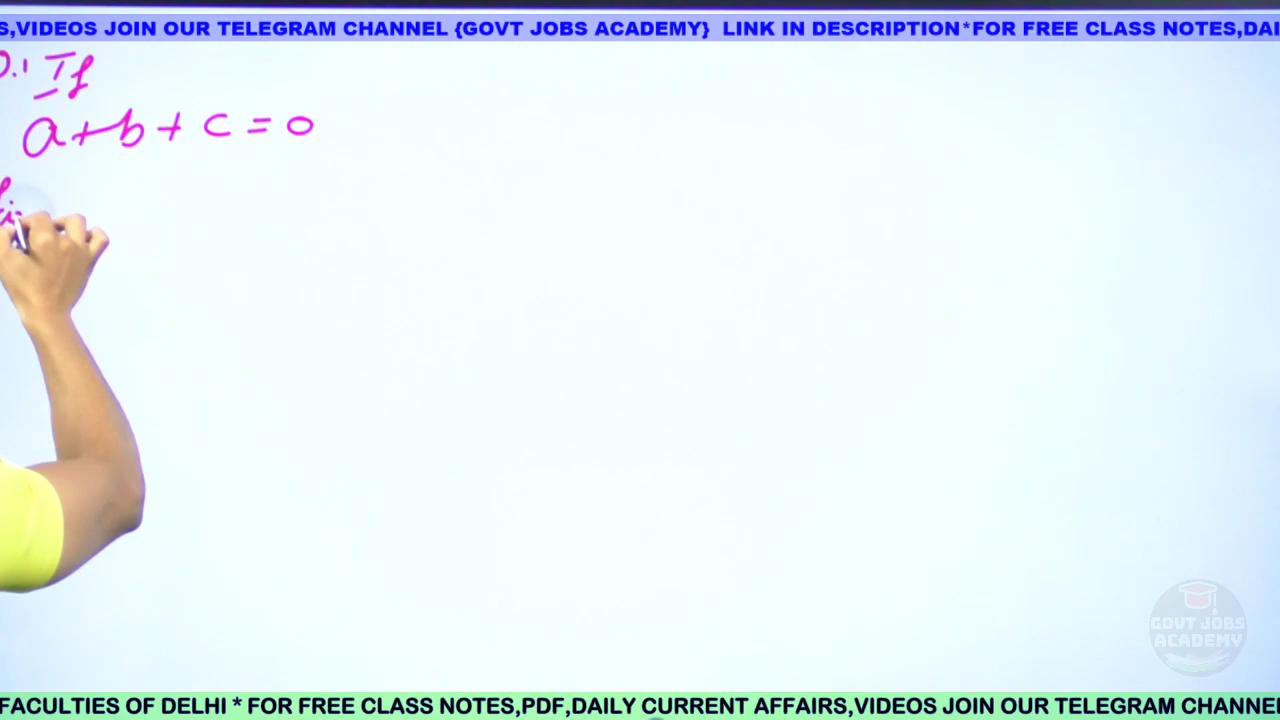 S,VIDEOS JOIN OUR TELEGRAM CHANNEL {GOVT JOBS ACADEMY} LINK IN DESCRIPTION*FOR FREE CLASS NOTES,DAI
If
a+b+c=0
GOVT JOBS
ACADEMY
FACULTIES OF DELHI * FOR FREE CLASS NOTES,PDF,DAILY CURRENT AFFAIRS,VIDEOS JOIN OUR TELEGRAM CHANNEL